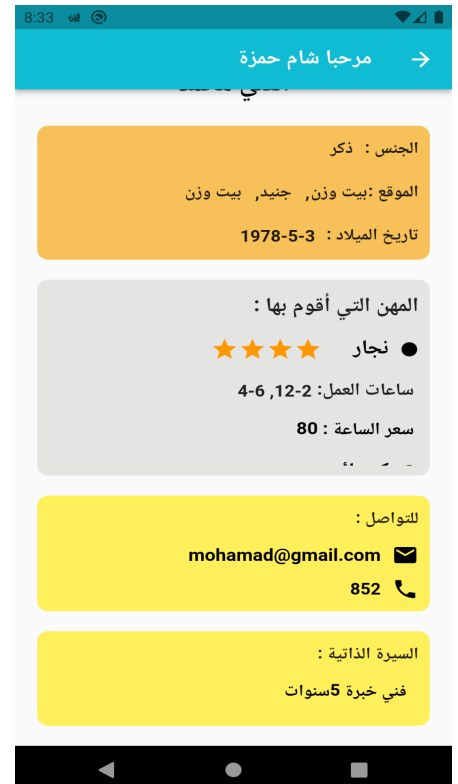 8:33
مرحبا شام حمزة
الجنس : ذكر
الموقع :بيت وزن, جنيد, بيت وزن
تاريخ الميلاد : 3-5-1978
المهن التي أقوم بها :
نجار
ساعات العمل: 2-12, 6-4
سعر الساعة : 80
للتواصل :
mohamad@gmail.com
852
السيرة الذاتية :
فني خبرة 5سنوات